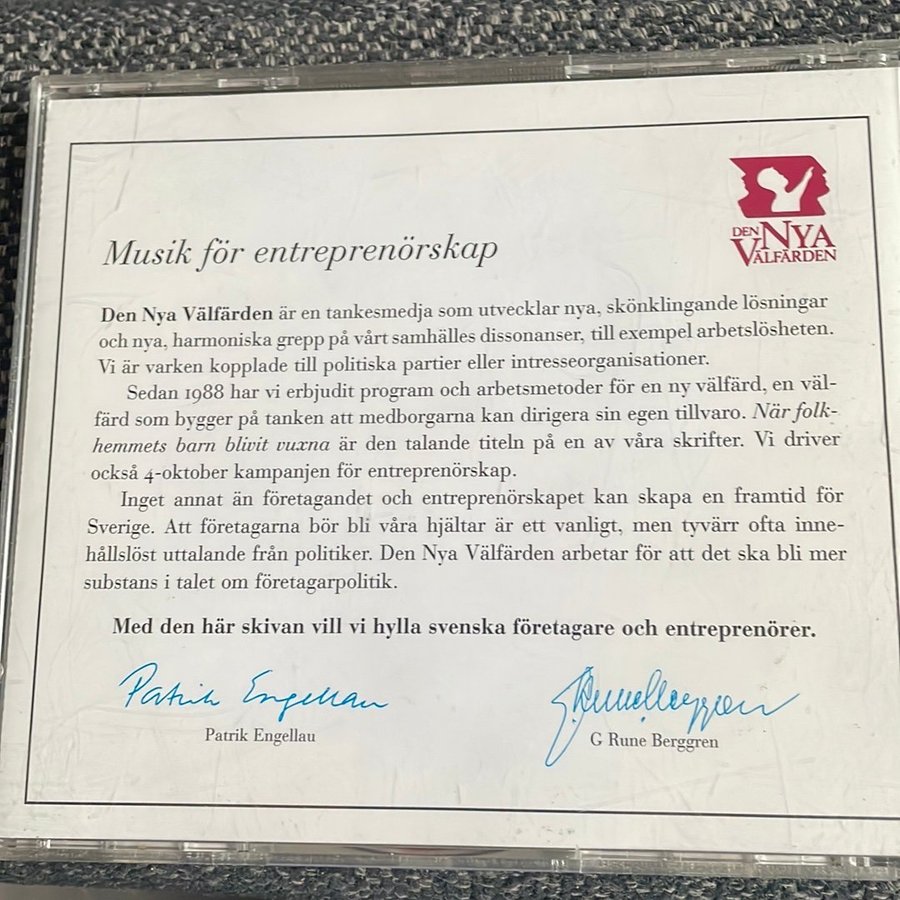 DEN NYA
VÄLFÄRDEN
Musik för entreprenörskap
Den Nya Välfärden är en tankesmedja som utvecklar nya, skönklingande lösningar
och nya, harmoniska grepp på vårt samhälles dissonanser, till exempel arbetslösheten.
Vi är varken kopplade till politiska partier eller intresseorganisationer.
Sedan 1988 har vi erbjudit program och arbetsmetoder för en ny välfärd, en väl-
färd som bygger på tanken att medborgarna kan dirigera sin egen tillvaro. När folk-
hemmets barn blivit vuxna är den talande titeln på en av våra skrifter. Vi driver
också 4-oktober kampanjen för entreprenörskap.
Inget annat än företagandet och entreprenörskapet kan skapa en framtid för
Sverige. Att företagarna bör bli våra hjältar är ett vanligt, men tyvärr ofta inne-
hållslöst uttalande från politiker. Den Nya Välfärden arbetar för att det ska bli mer
substans i talet om företagarpolitik.
Med den här skivan vill vi hylla svenska företagare och entreprenörer.
Patrik Engellau
G Rune Berggren
Patrik Engellau
G Rune Berggren